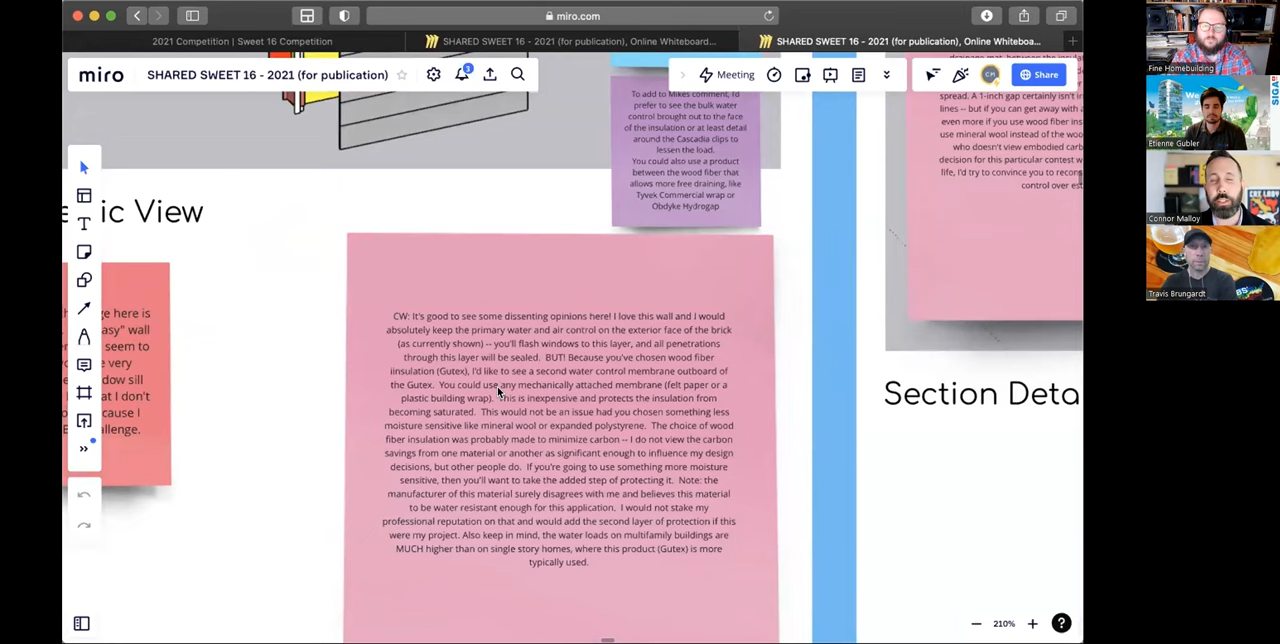 miro.com
2021 Competition | Sweet 16 Competition
SHARED SWEET 16 - 2021 (for publication), Online Whiteboard...
SHARED SWEET 16 - 2021 (for publication), Online Whiteboa...
miro
SHARED SWEET 16 - 2021 (for publication)
3
Meeting
CM
Share
To add to Mikes comment, I'd
prefer to see the bulk water
control brought out to the face
of the insulation or at least detail
around the Cascadia clips to
lessen the load.
You could also use a product
between the wood fiber that
allows more free draining, like
Tyvek Commercial wrap or
Obdyke Hydrogap
spread. A 1-inch gap certainly isn't
lines -- but if you can get away with
even more if you use wood fiber ins
use mineral wool instead of the woo
who doesn't view embodied carb
decision for this particular contest w
life, I'd try to convince you to recons
control over est
ic View
ge here is
asy" wall
seem to
very
dow sill
at I don't
cause I
allenge.
CW: It's good to see some dissenting opinions here! I love this wall and I would
absolutely keep the primary water and air control on the exterior face of the brick
(as currently shown) -- you'll flash windows to this layer, and all penetrations
through this layer will be sealed. BUT! Because you've chosen wood fiber
iinsulation (Gutex), I'd like to see a second water control membrane outboard of
the Gutex. You could use any mechanically attached membrane (felt paper or a
plastic building wrap). This is inexpensive and protects the insulation from
becoming saturated. This would not be an issue had you chosen something less
moisture sensitive like mineral wool or expanded polystyrene. The choice of wood
fiber insulation was probably made to minimize carbon -- I do not view the carbon
savings from one material or another as significant enough to influence my design
decisions, but other people do. If you're going to use something more moisture
sensitive, then you'll want to take the added step of protecting it. Note: the
manufacturer of this material surely disagrees with me and believes this material
to be water resistant enough for this application. I would not stake my
professional reputation on that and would add the second layer of protection if this
were my project. Also keep in mind, the water loads on multifamily buildings are
MUCH higher than on single story homes, where this product (Gutex) is more
typically used.
Section Deta
210%
Fine Homebuilding
SIGA
Etienne Gubler
Connor Malloy
Travis Brungardt